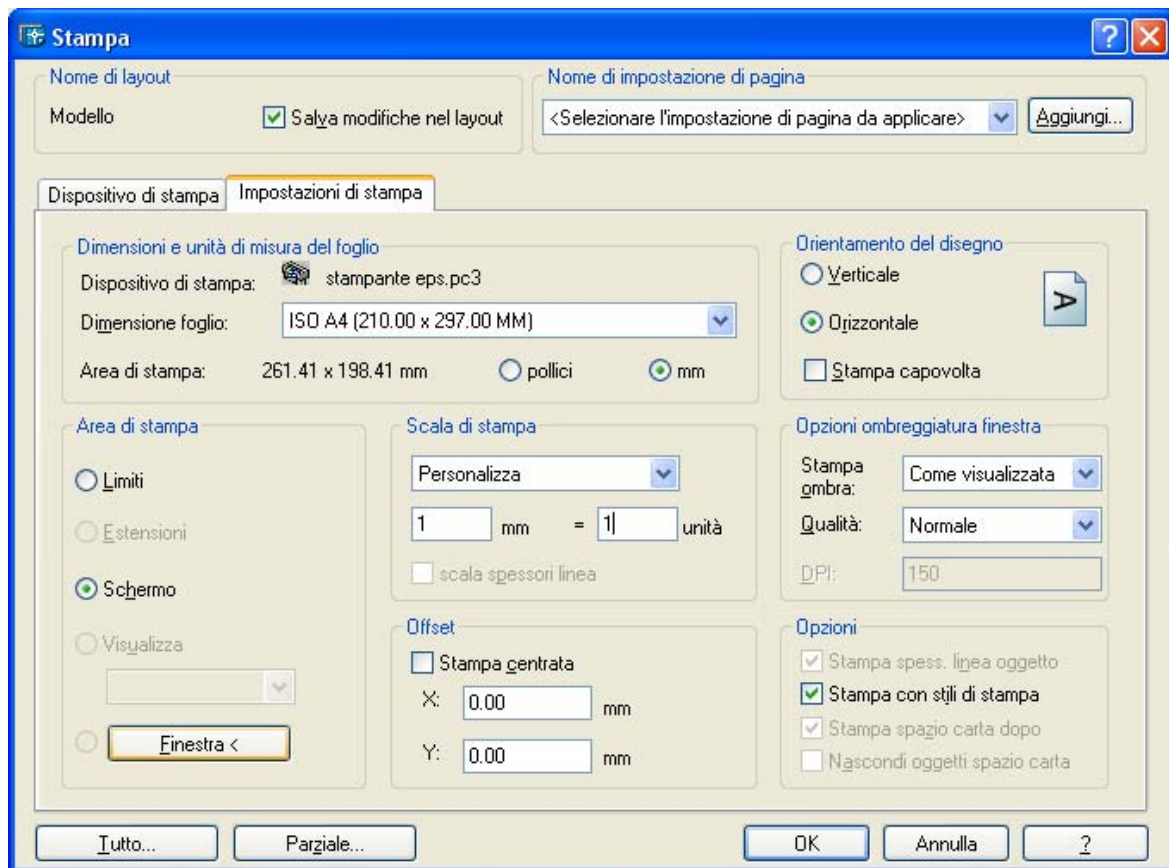 Stampa
Nome di layout
Modello
Salva modifiche nel layout
Nome di impostazione di pagina
<Selezionare l'impostazione di pagina da applicare>
Aggiungi...
Dispositivo di stampa
Impostazioni di stampa
Dimensioni e unità di misura del foglio
Dispositivo di stampa:
stampante eps.pc3
Dimensione foglio:
ISO A4 (210.00 x 297.00 MM)
Area di stampa:
261.41 x 198.41 mm
pollici
mm
Orientamento del disegno
Verticale
Orizzontale
Stampa capovolta
A
Area di stampa
Limiti
Estensioni
Schermo
Visualizza
Finestra <
Scala di stampa
Personalizza
1 mm = 1 unità
scala spessori linea
Offset
Stampa centrata
X: 0.00 mm
Y: 0.00 mm
Opzioni ombreggiatura finestra
Stampa ombra:
Come visualizzata
Qualità:
Normale
DPI:
150
Opzioni
Stampa spess. linea oggetto
Stampa con stili di stampa
Stampa spazio carta dopo
Nascondi oggetti spazio carta
Tutto...
Parziale...
OK
Annulla
?